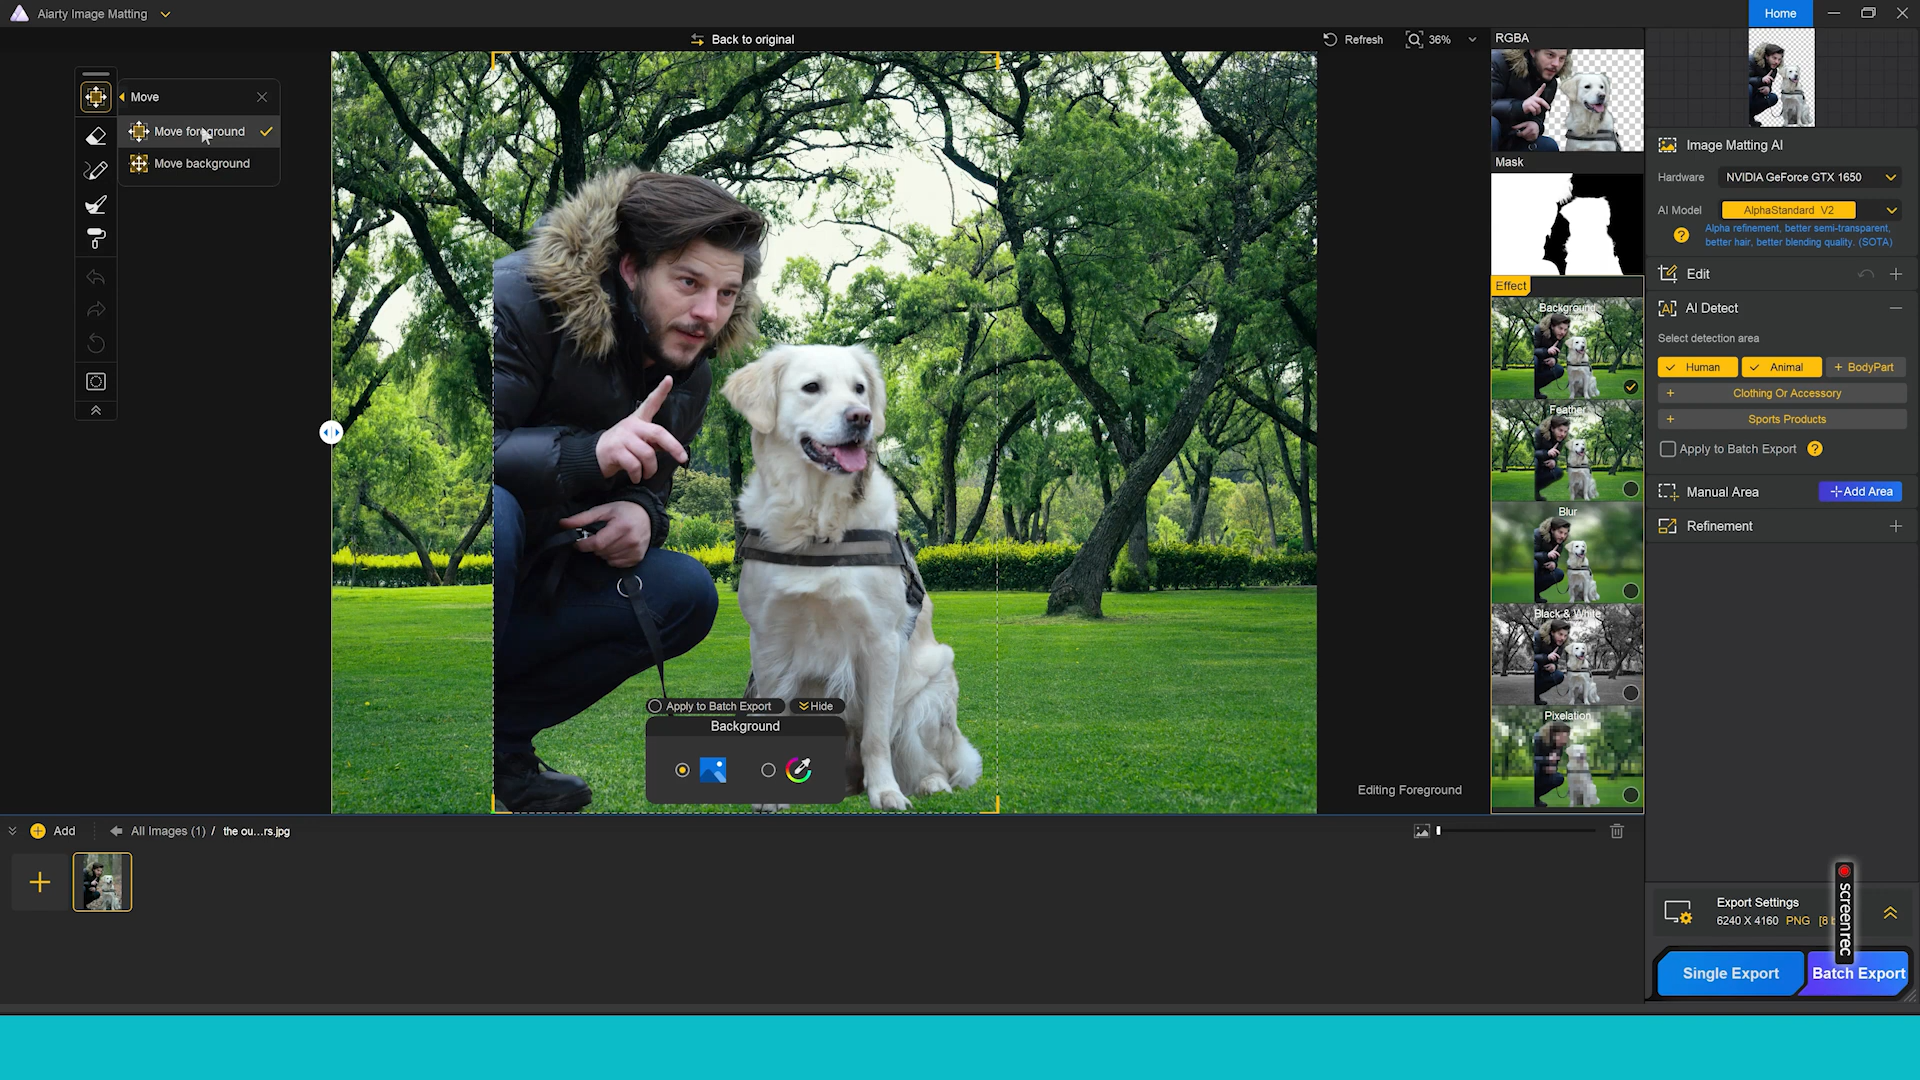 Aiarty Image Matting
Home
Back to original
Refresh
36%
Move
Move foreground
Move background
RGBA
Mask
Effect
Background
Feather
Blur
Black & White
Pixelation
Image Matting AI
Hardware
NVIDIA GeForce GTX 1650
AI Model
AlphaStandard V2
?
Alpha refinement, better semi-transparent,
better hair, better blending quality. (SOTA)
Edit
AI
AI Detect
Select detection area
Human
Animal
+ BodyPart
+ Clothing Or Accessory
+ Sports Products
Apply to Batch Export
?
Manual Area
Add Area
Refinement
Apply to Batch Export
Hide
Background
Editing Foreground
Add
All Images (1) / the ou...rs.jpg
Export Settings
6240 X 4160 PNG [8
screenrec
Single Export
Batch Export